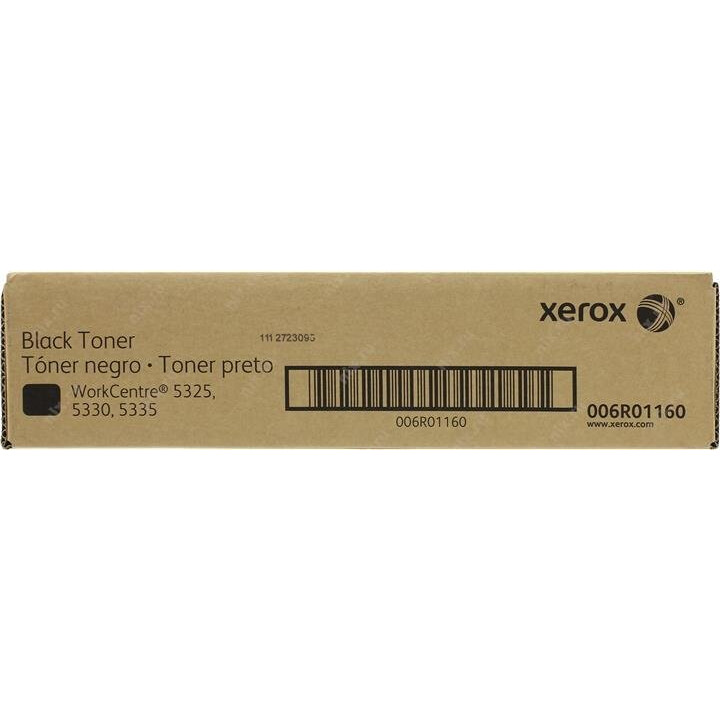 xerox ®
Black Toner
111 2723095
Tóner negro • Toner preto
WorkCentre® 5325,
5330, 5335
006R01160
006R01160
www.xerox.com